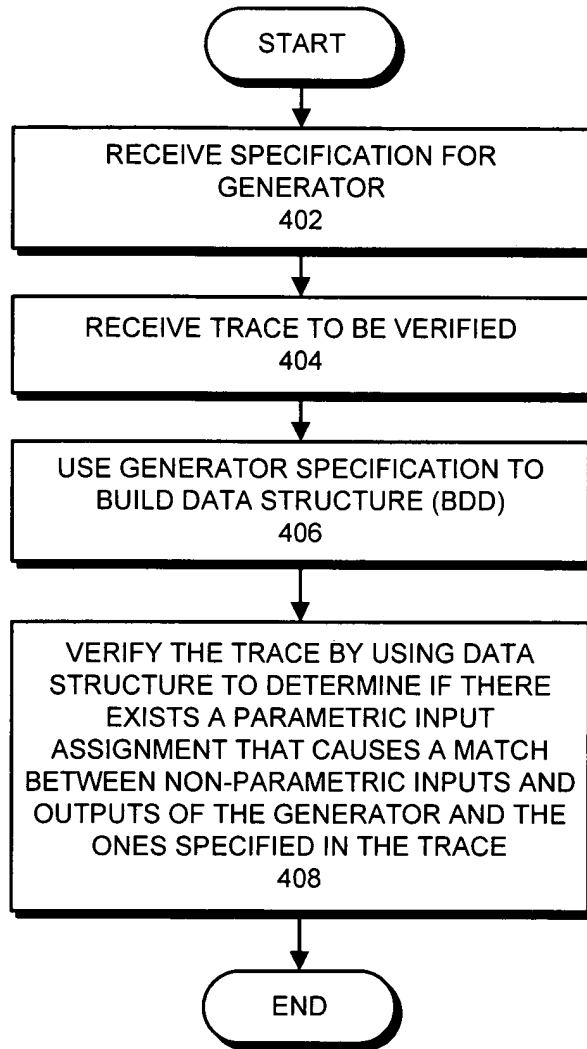 START
RECEIVE SPECIFICATION FOR
GENERATOR
402
RECEIVE TRACE TO BE VERIFIED
404
USE GENERATOR SPECIFICATION TO
BUILD DATA STRUCTURE (BDD)
406
VERIFY THE TRACE BY USING DATA
STRUCTURE TO DETERMINE IF THERE
EXISTS A PARAMETRIC INPUT
ASSIGNMENT THAT CAUSES A MATCH
BETWEEN NON-PARAMETRIC INPUTS AND
OUTPUTS OF THE GENERATOR AND THE
ONES SPECIFIED IN THE TRACE
408
END